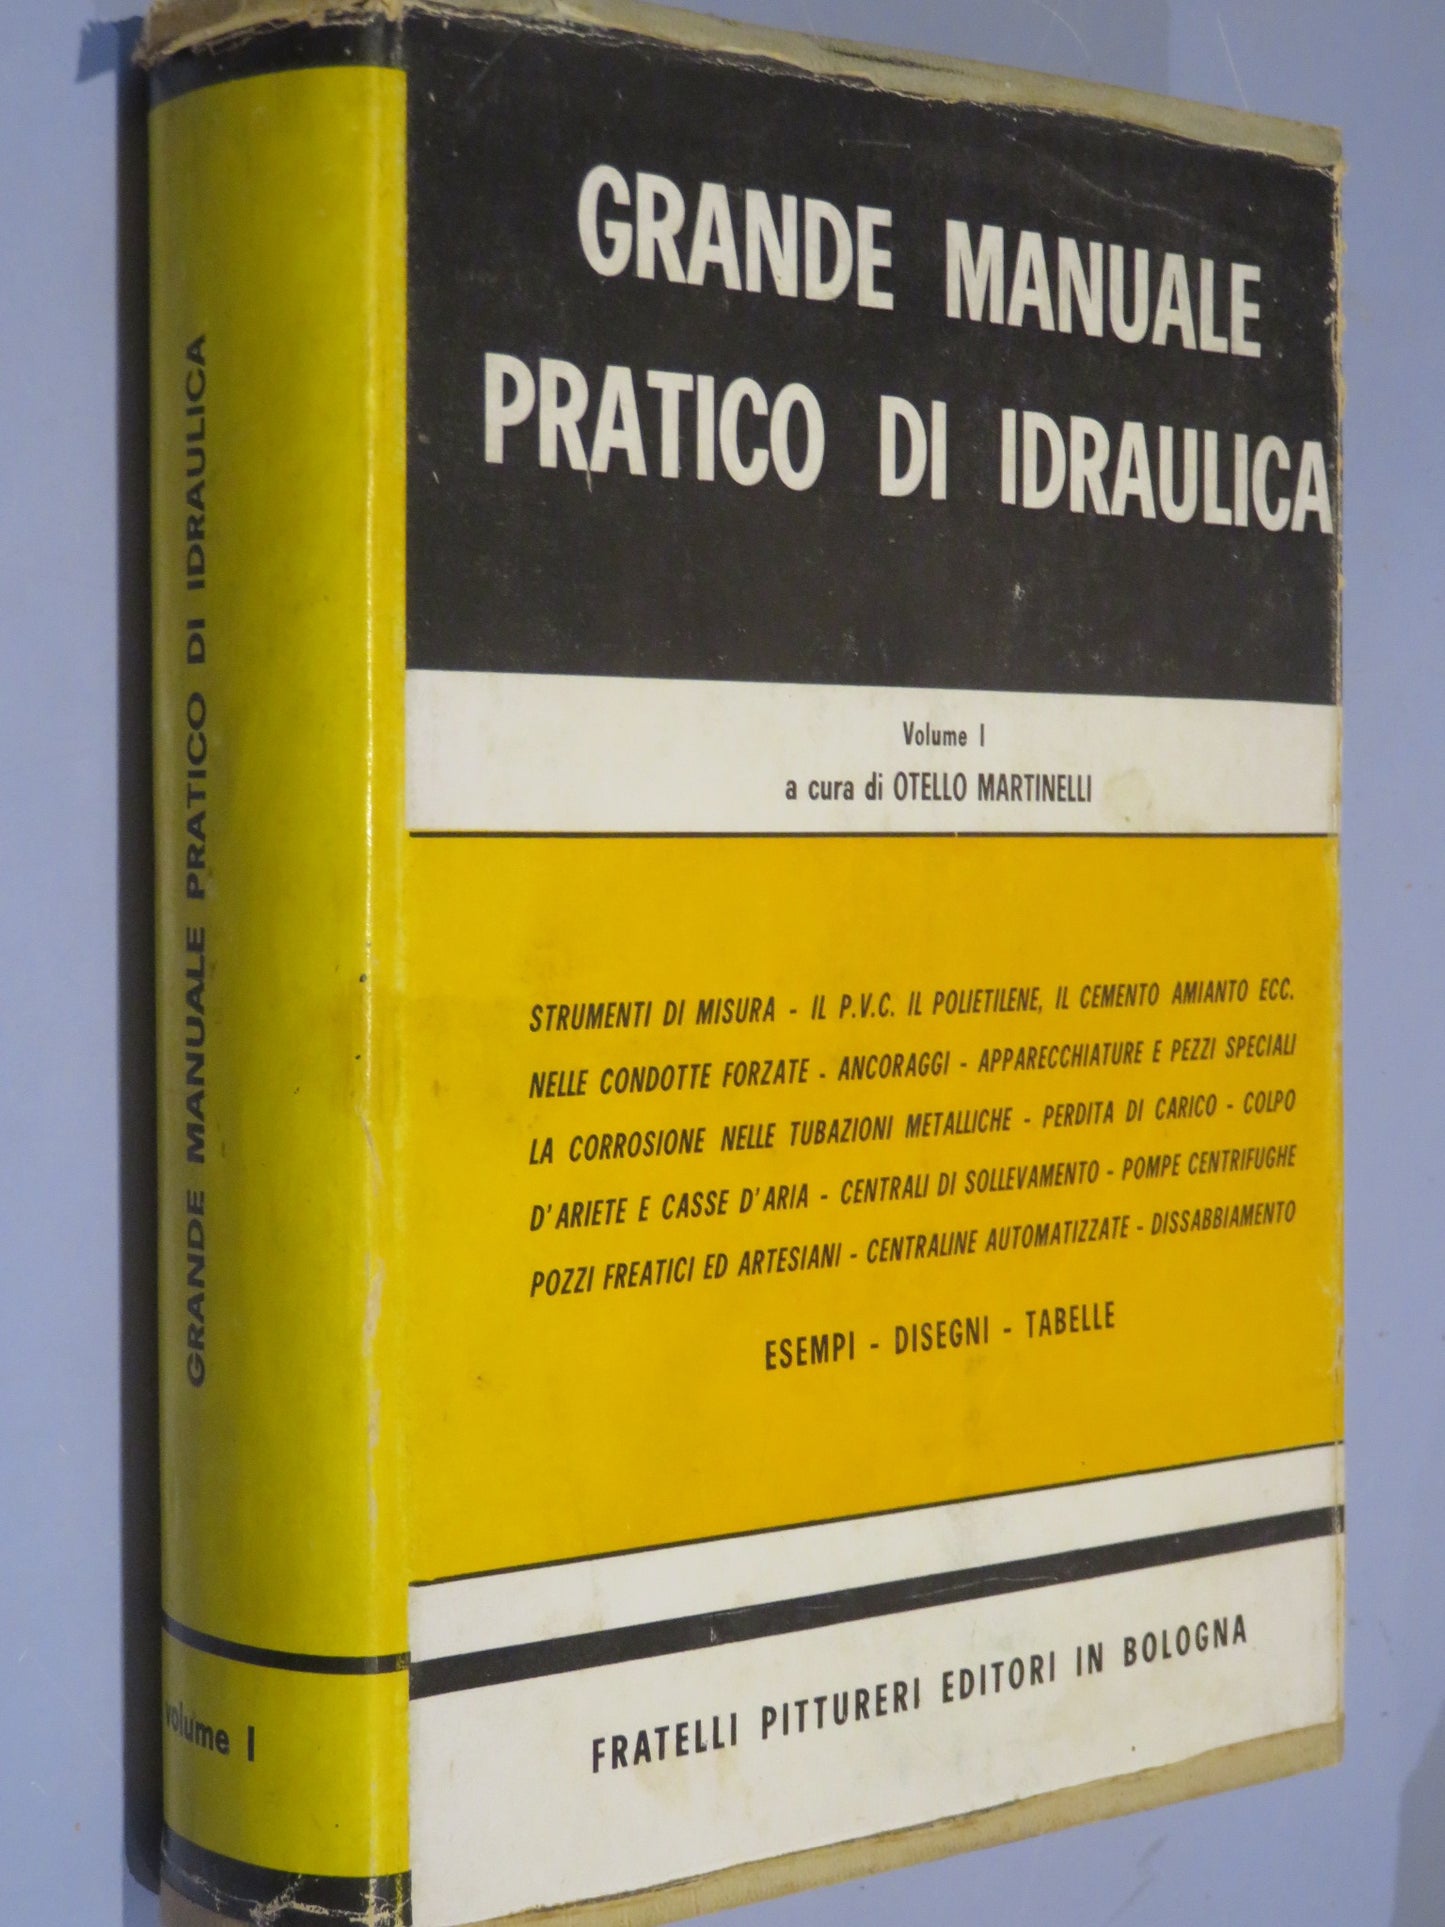 GRANDE MANUALE PRATICO DI IDRAULICA
volume I
GRANDE MANUALE
PRATICO DI IDRAULICA
Volume I
a cura di OTELLO MARTINELLI
STRUMENTI DI MISURA - IL P.V.C. IL POLIETILENE, IL CEMENTO AMIANTO ECC.
NELLE CONDOTTE FORZATE - ANCORAGGI - APPARECCHIATURE E PEZZI SPECIALI
LA CORROSIONE NELLE TUBAZIONI METALLICHE - PERDITA DI CARICO - COLPO
D'ARIETE E CASSE D'ARIA - CENTRALI DI SOLLEVAMENTO - POMPE CENTRIFUGHE
POZZI FREATICI ED ARTESIANI - CENTRALINE AUTOMATIZZATE - DISSABBIAMENTO
ESEMPI - DISEGNI - TABELLE
FRATELLI PITTURERI EDITORI IN BOLOGNA